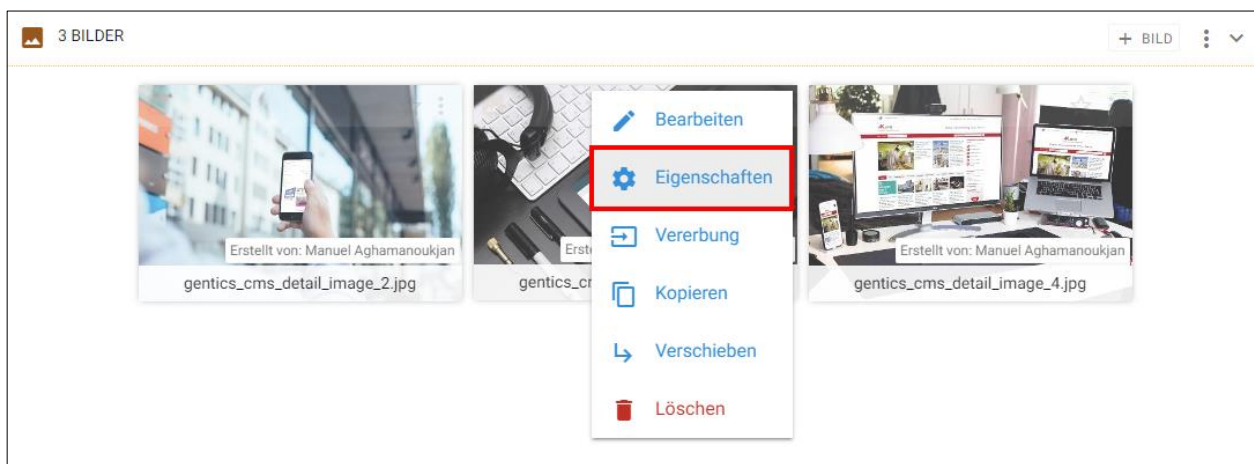 3 BILDER
+ BILD
Bearbeiten
Eigenschaften
Vererbung
Kopieren
Verschieben
Löschen
Erstellt von: Manuel Aghamanoukjan
Erstellt von: Manuel Aghamanoukjan
gentics_cms_detail_image_2.jpg
gentics_cms_detail_image_4.jpg